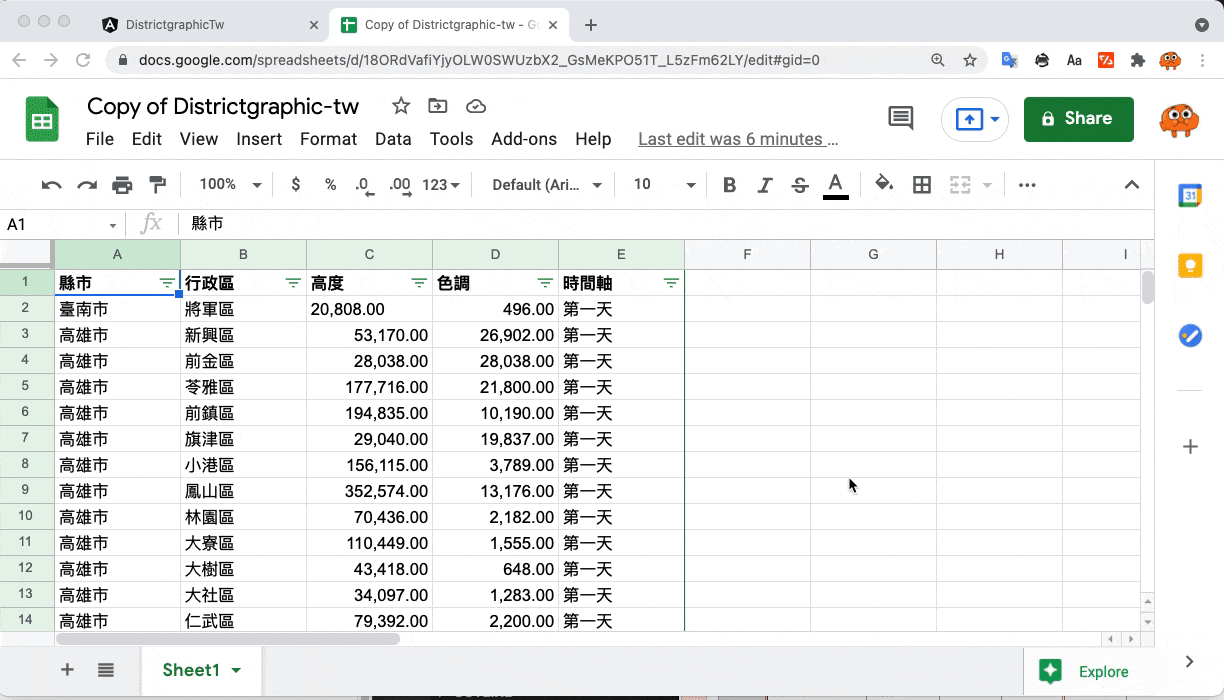 DistrictgraphicTw
Copy of Districtgraphic-tw - Go
docs.google.com/spreadsheets/d/18ORdVafiYjyOLW0SWUzbX2_GsMeKPO51T_L5zFm62LY/edit#gid=0
Aa
Copy of Districtgraphic-tw
File Edit View Insert Format Data Tools Add-ons Help Last edit was 6 minutes …
Share
100% $ % .0 .00 123 Default (Ari... 10 B I S A
31
A1 fx 縣市
A B C D E F G H I
1 縣市 行政區 高度 色調 時間軸
2 臺南市 將軍區 20,808.00 496.00 第一天
3 高雄市 新興區 53,170.00 26,902.00 第一天
4 高雄市 前金區 28,038.00 28,038.00 第一天
5 高雄市 苓雅區 177,716.00 21,800.00 第一天
6 高雄市 前鎮區 194,835.00 10,190.00 第一天
7 高雄市 旗津區 29,040.00 19,837.00 第一天
8 高雄市 小港區 156,115.00 3,789.00 第一天
9 高雄市 鳳山區 352,574.00 13,176.00 第一天
10 高雄市 林園區 70,436.00 2,182.00 第一天
11 高雄市 大寮區 110,449.00 1,555.00 第一天
12 高雄市 大樹區 43,418.00 648.00 第一天
13 高雄市 大社區 34,097.00 1,283.00 第一天
14 高雄市 仁武區 79,392.00 2,200.00 第一天
Sheet1
Explore